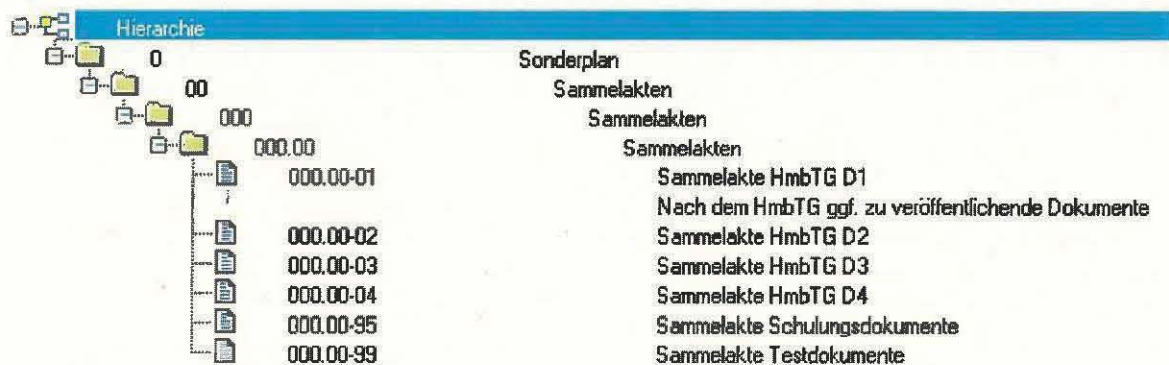 Hierarchie
0 Sonderplan
00 Sammelakten
000 Sammelakten
000.00 Sammelakten
000.00-01 Sammelakte HmbTG D1
i Nach dem HmbTG ggf. zu veröffentlichende Dokumente
000.00-02 Sammelakte HmbTG D2
000.00-03 Sammelakte HmbTG D3
000.00-04 Sammelakte HmbTG D4
000.00-95 Sammelakte Schulungsdokumente
000.00-99 Sammelakte Testdokumente